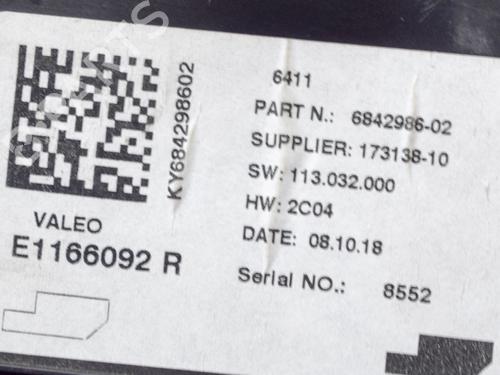 6411
PART N.: 6842986-02
SUPPLIER: 173138-10
SW: 113.032.000
HW: 2C04
DATE: 08.10.18
Serial NO.: 8552
KY684298602
VALEO
E1166092 R